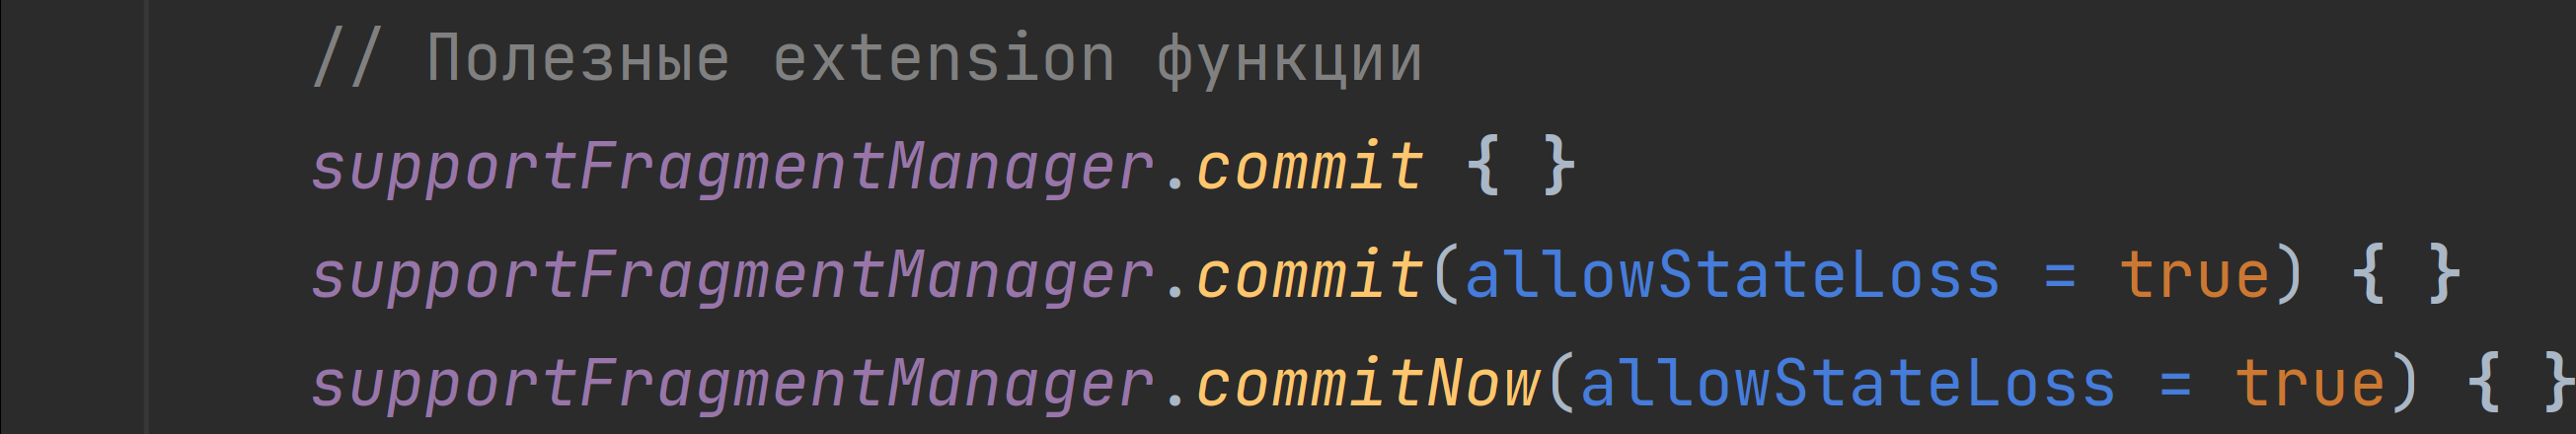 // Полезные extension функции
supportFragmentManager.commit { }
supportFragmentManager.commit(allowStateLoss = true) { }
supportFragmentManager.commitNow(allowStateLoss = true) { }